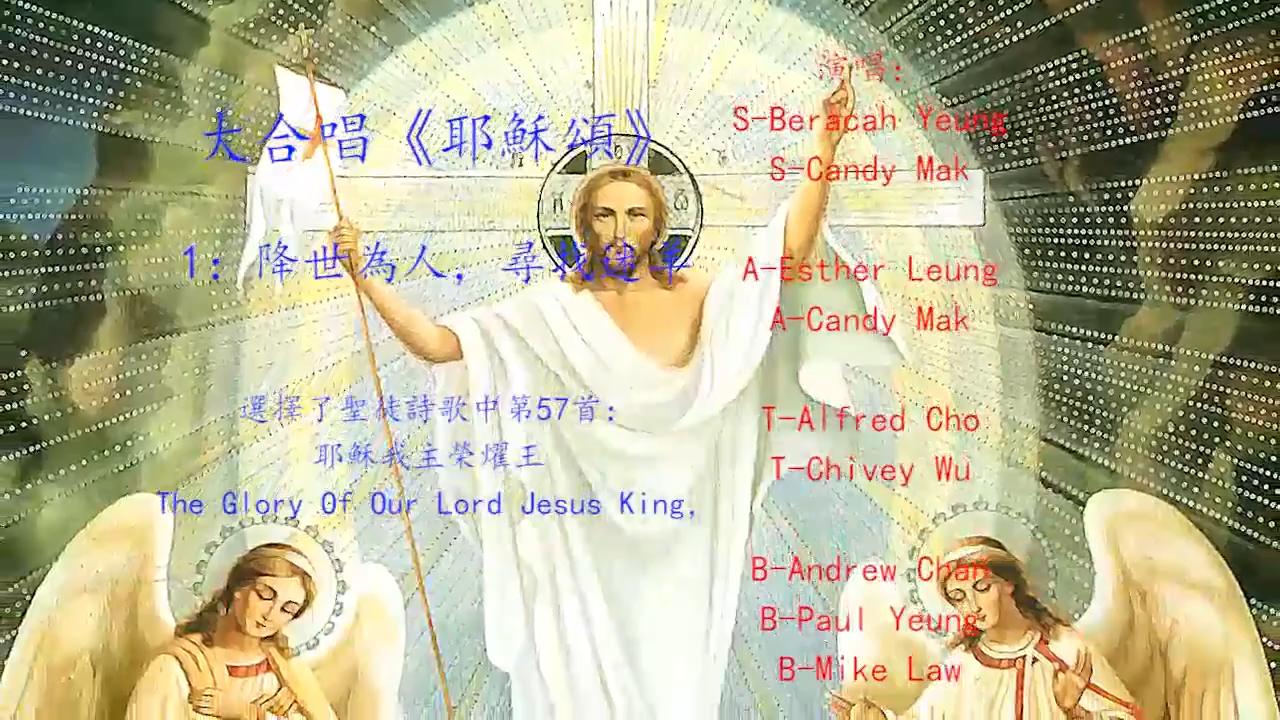 大合唱《耶穌頌》
1：降世為人，尋找迷羊
選擇了聖徒詩歌中第57首：
耶穌我主榮耀王
The Glory Of Our Lord Jesus King,
演唱：
S-Beracah Yeung
S-Candy Mak
A-Esther Leung
A-Candy Mak
T-Alfred Cho
T-Chivey Wu
B-Andrew Chan
B-Paul Yeung
B-Mike Law